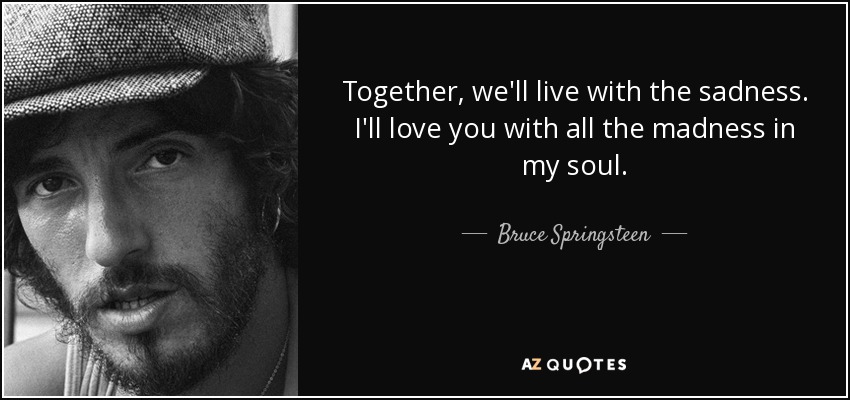 Together, we'll live with the sadness.
I'll love you with all the madness in
my soul.
Bruce Springsteen
AZ QUOTES